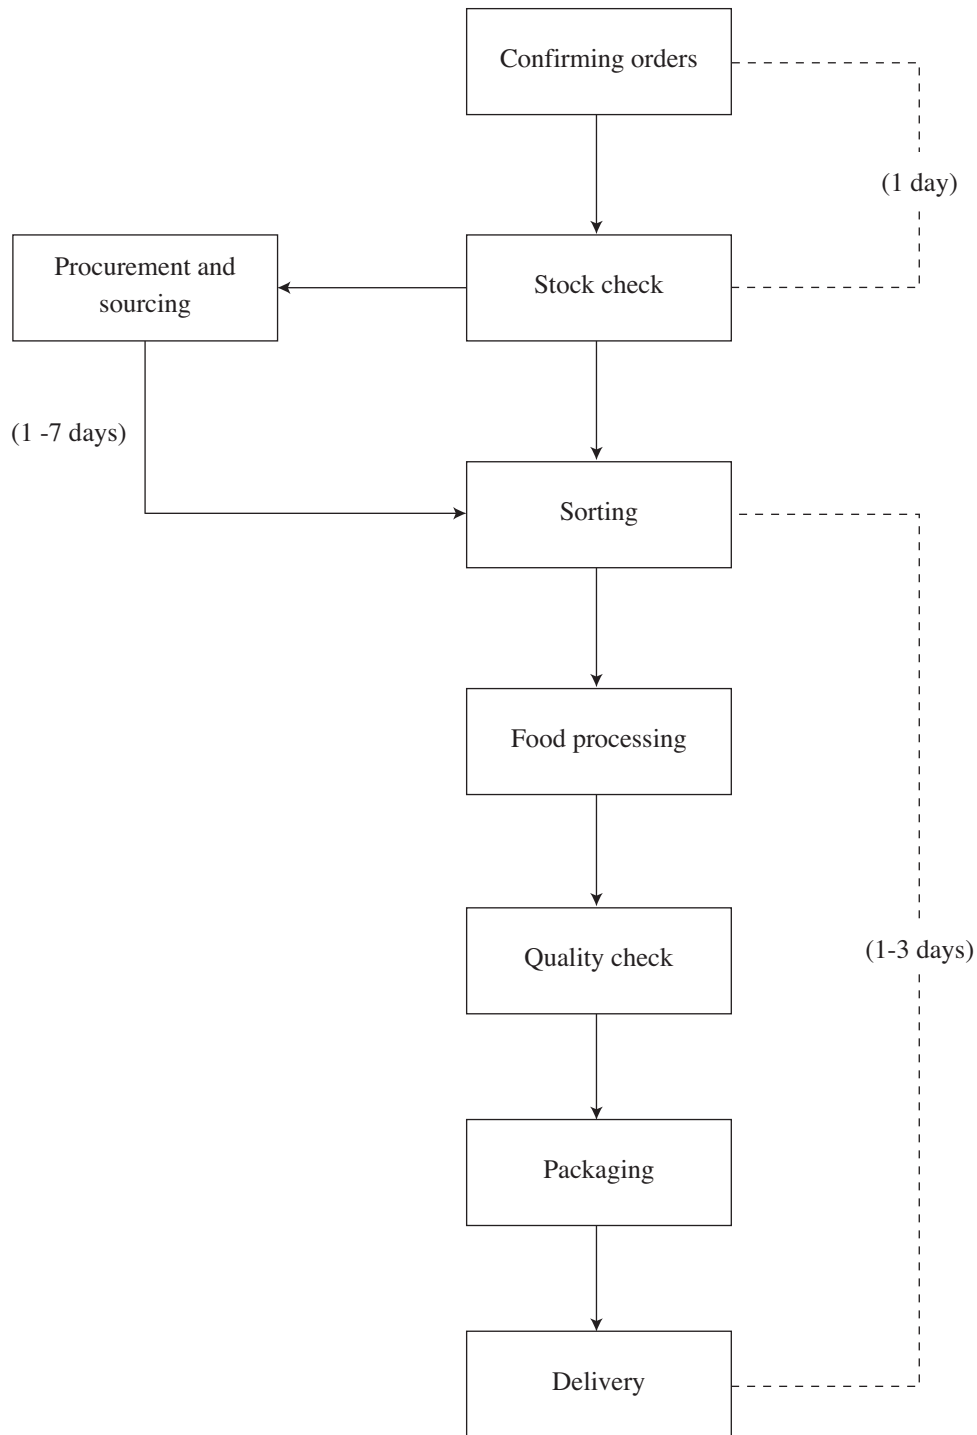 Confirming orders
(1 day)
Procurement and
sourcing
Stock check
(1 -7 days)
Sorting
Food processing
Quality check
(1-3 days)
Packaging
Delivery